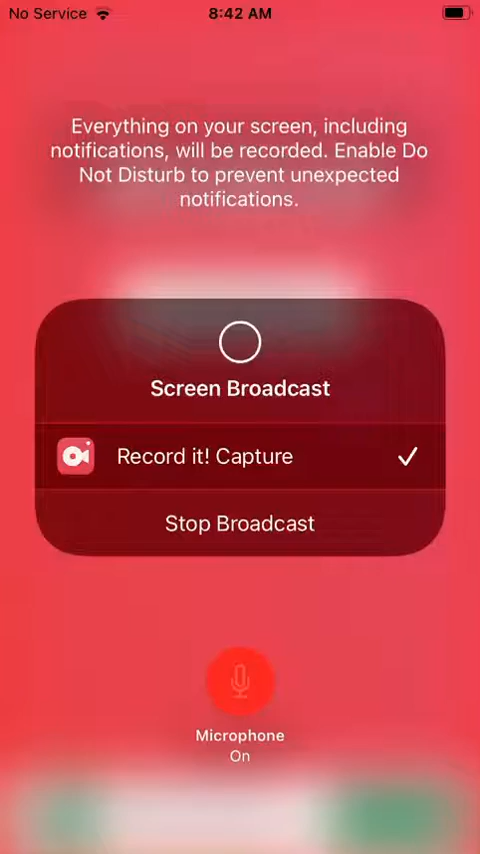 No Service
8:42 AM
Everything on your screen, including
notifications, will be recorded. Enable Do
Not Disturb to prevent unexpected
notifications.
Screen Broadcast
Record it! Capture
Stop Broadcast
Microphone
On